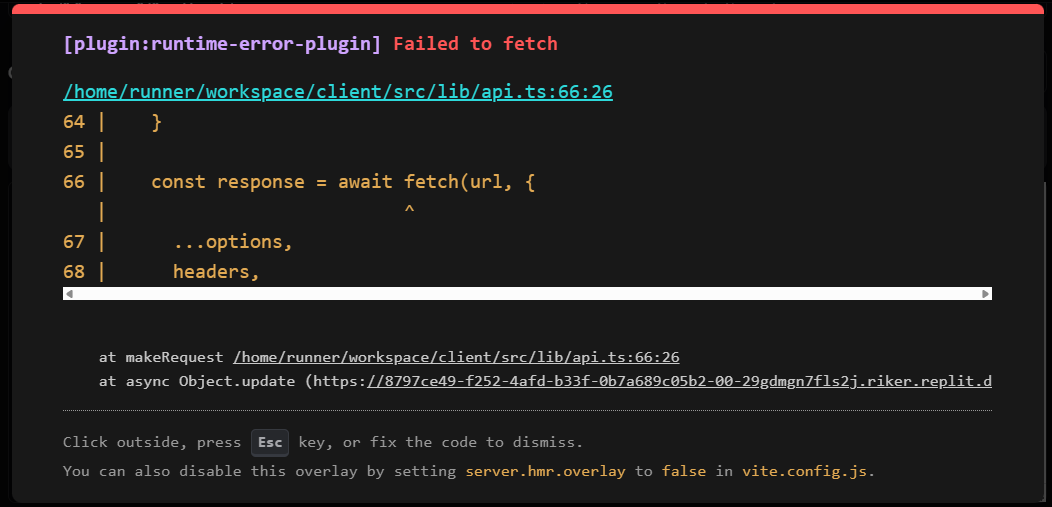 [plugin:runtime-error-plugin] Failed to fetch
/home/runner/workspace/client/src/lib/api.ts:66:26
64 |    }
65 |
66 |    const response = await fetch(url, {
   |                           ^
67 |      ...options,
68 |      headers,
at makeRequest /home/runner/workspace/client/src/lib/api.ts:66:26
at async Object.update (https://8797ce49-f252-4afd-b33f-0b7a689c05b2-00-29gdmgn7fls2j.riker.replit.d
Click outside, press Esc key, or fix the code to dismiss.
You can also disable this overlay by setting server.hmr.overlay to false in vite.config.js.